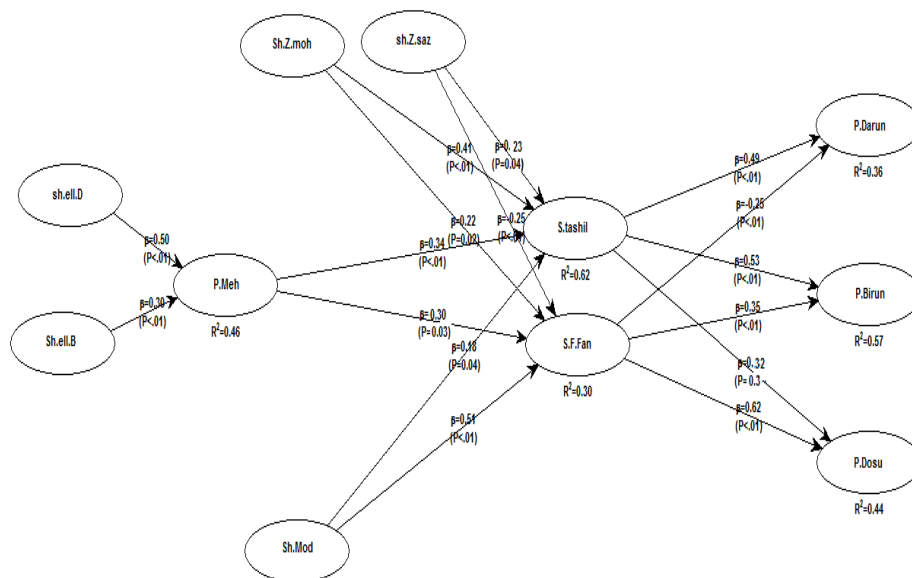 Sh.Z.moh
sh.Z.saz
P.Darun
R²=0.36
β=0.41
(P<.01)
β=0. 23
(P=0.04)
β=0.49
(P<.01)
(P<.01)
sh.ell.D
β=0.50
(P<.01)
β=0.22
β=-0.25
S.tashil
R²=0.62
β=0.34
(P<.01)
β=0.53
(P<.01)
P.Meh
R²=0.46
P.Birun
R²=0.57
β=0.30
(P<.01)
Sh.ell.B
β=0.30
(P=0.03)
β=0.35
(P<.01)
S.F.Fan
R²=0.30
β=0.18
(P=0.04)
(P= 0.3
β=0.51
(P<.01)
β=0.62
(P<.01)
P.Dosu
R²=0.44
Sh.Mod